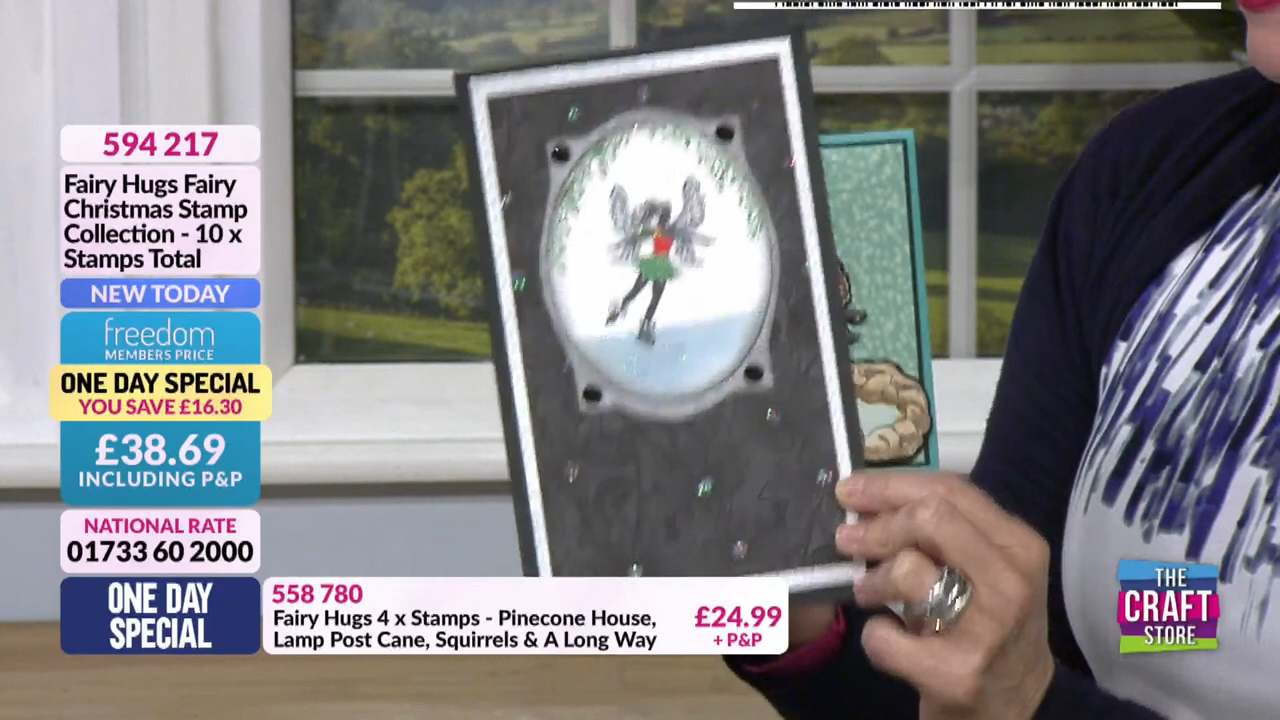 594 217
Fairy Hugs Fairy
Christmas Stamp
Collection - 10 x
Stamps Total
NEW TODAY
freedom
MEMBERS PRICE
ONE DAY SPECIAL
YOU SAVE £16.30
£38.69
INCLUDING P&P
NATIONAL RATE
01733 60 2000
ONE DAY
SPECIAL
558 780
Fairy Hugs 4 x Stamps - Pinecone House,
Lamp Post Cane, Squirrels & A Long Way
£24.99
+ P&P
THE
CRAFT
STORE